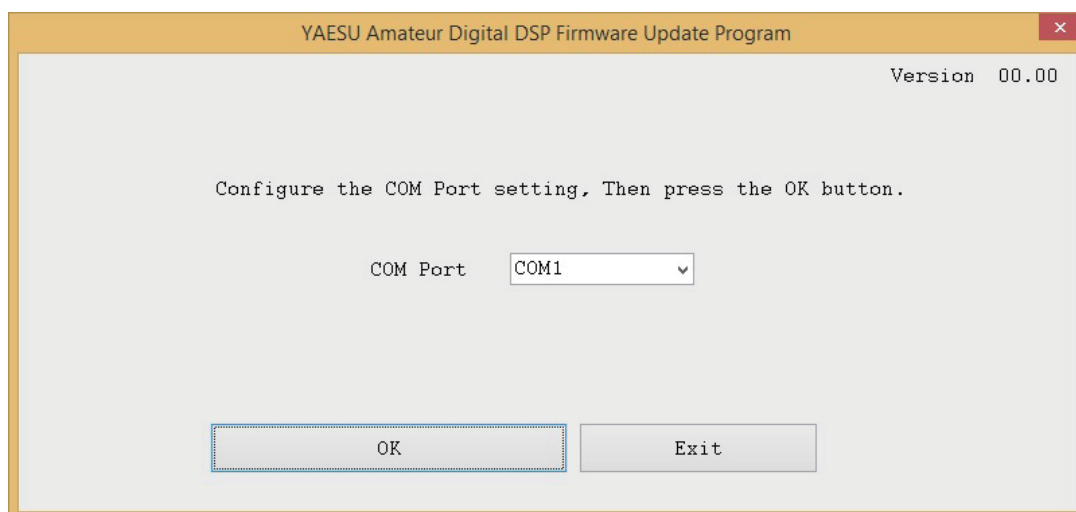 YAESU Amateur Digital DSP Firmware Update Program
Version 00.00
Configure the COM Port setting, Then press the OK button.
COM Port COM1
OK Exit